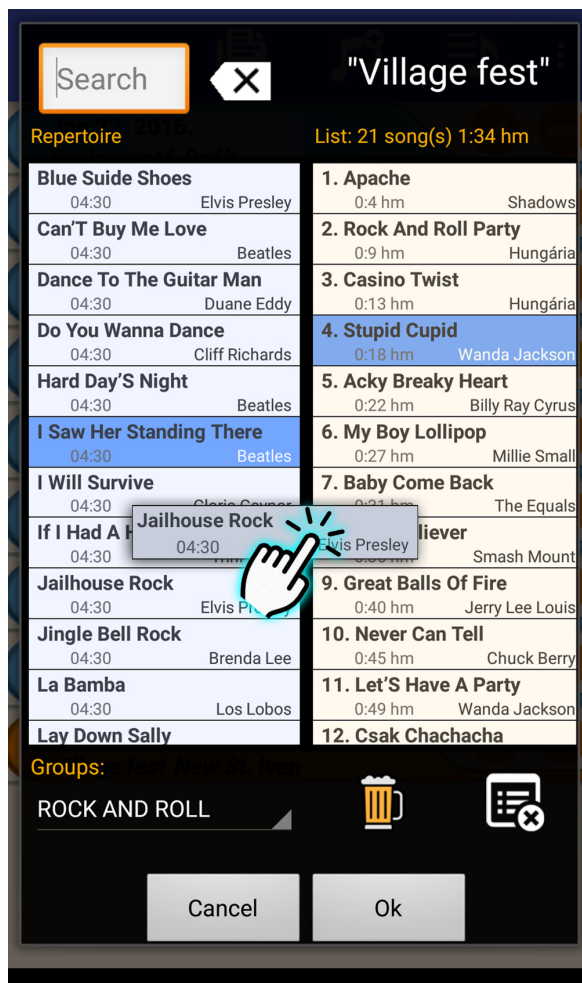 Search
"Village fest"
Repertoire
List: 21 song(s) 1:34 hm
Blue Suide Shoes
04:30 Elvis Presley
Can'T Buy Me Love
04:30 Beatles
Dance To The Guitar Man
04:30 Duane Eddy
Do You Wanna Dance
04:30 Cliff Richards
Hard Day'S Night
04:30 Beatles
I Saw Her Standing There
04:30 Beatles
I Will Survive
04:30
If I Had A
Jailhouse Rock
04:30 Elvis Presley
Jailhouse Rock
04:30 Elvis
Jingle Bell Rock
04:30 Brenda Lee
La Bamba
04:30 Los Lobos
Lay Down Sally
1. Apache
0:4 hm Shadows
2. Rock And Roll Party
0:9 hm Hungária
3. Casino Twist
0:13 hm Hungária
4. Stupid Cupid
0:18 hm Wanda Jackson
5. Acky Breaky Heart
0:22 hm Billy Ray Cyrus
6. My Boy Lollipop
0:27 hm Millie Small
7. Baby Come Back
0:31 hm The Equals
liever
Smash Mount
9. Great Balls Of Fire
0:40 hm Jerry Lee Louis
10. Never Can Tell
0:45 hm Chuck Berry
11. Let'S Have A Party
0:49 hm Wanda Jackson
12. Csak Chachacha
Groups:
ROCK AND ROLL
Cancel
Ok